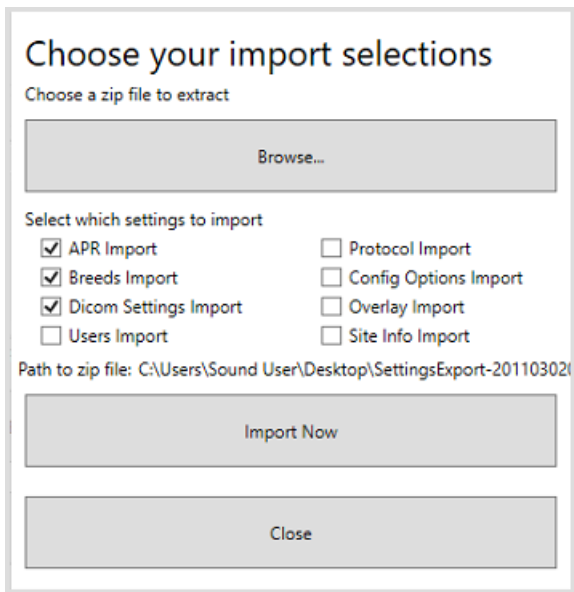 Choose your import selections
Choose a zip file to extract
Browse...
Select which settings to import
APR Import
Protocol Import
Breeds Import
Config Options Import
Dicom Settings Import
Overlay Import
Users Import
Site Info Import
Path to zip file: C:\Users\Sound User\Desktop\SettingsExport-20110302
Import Now
Close